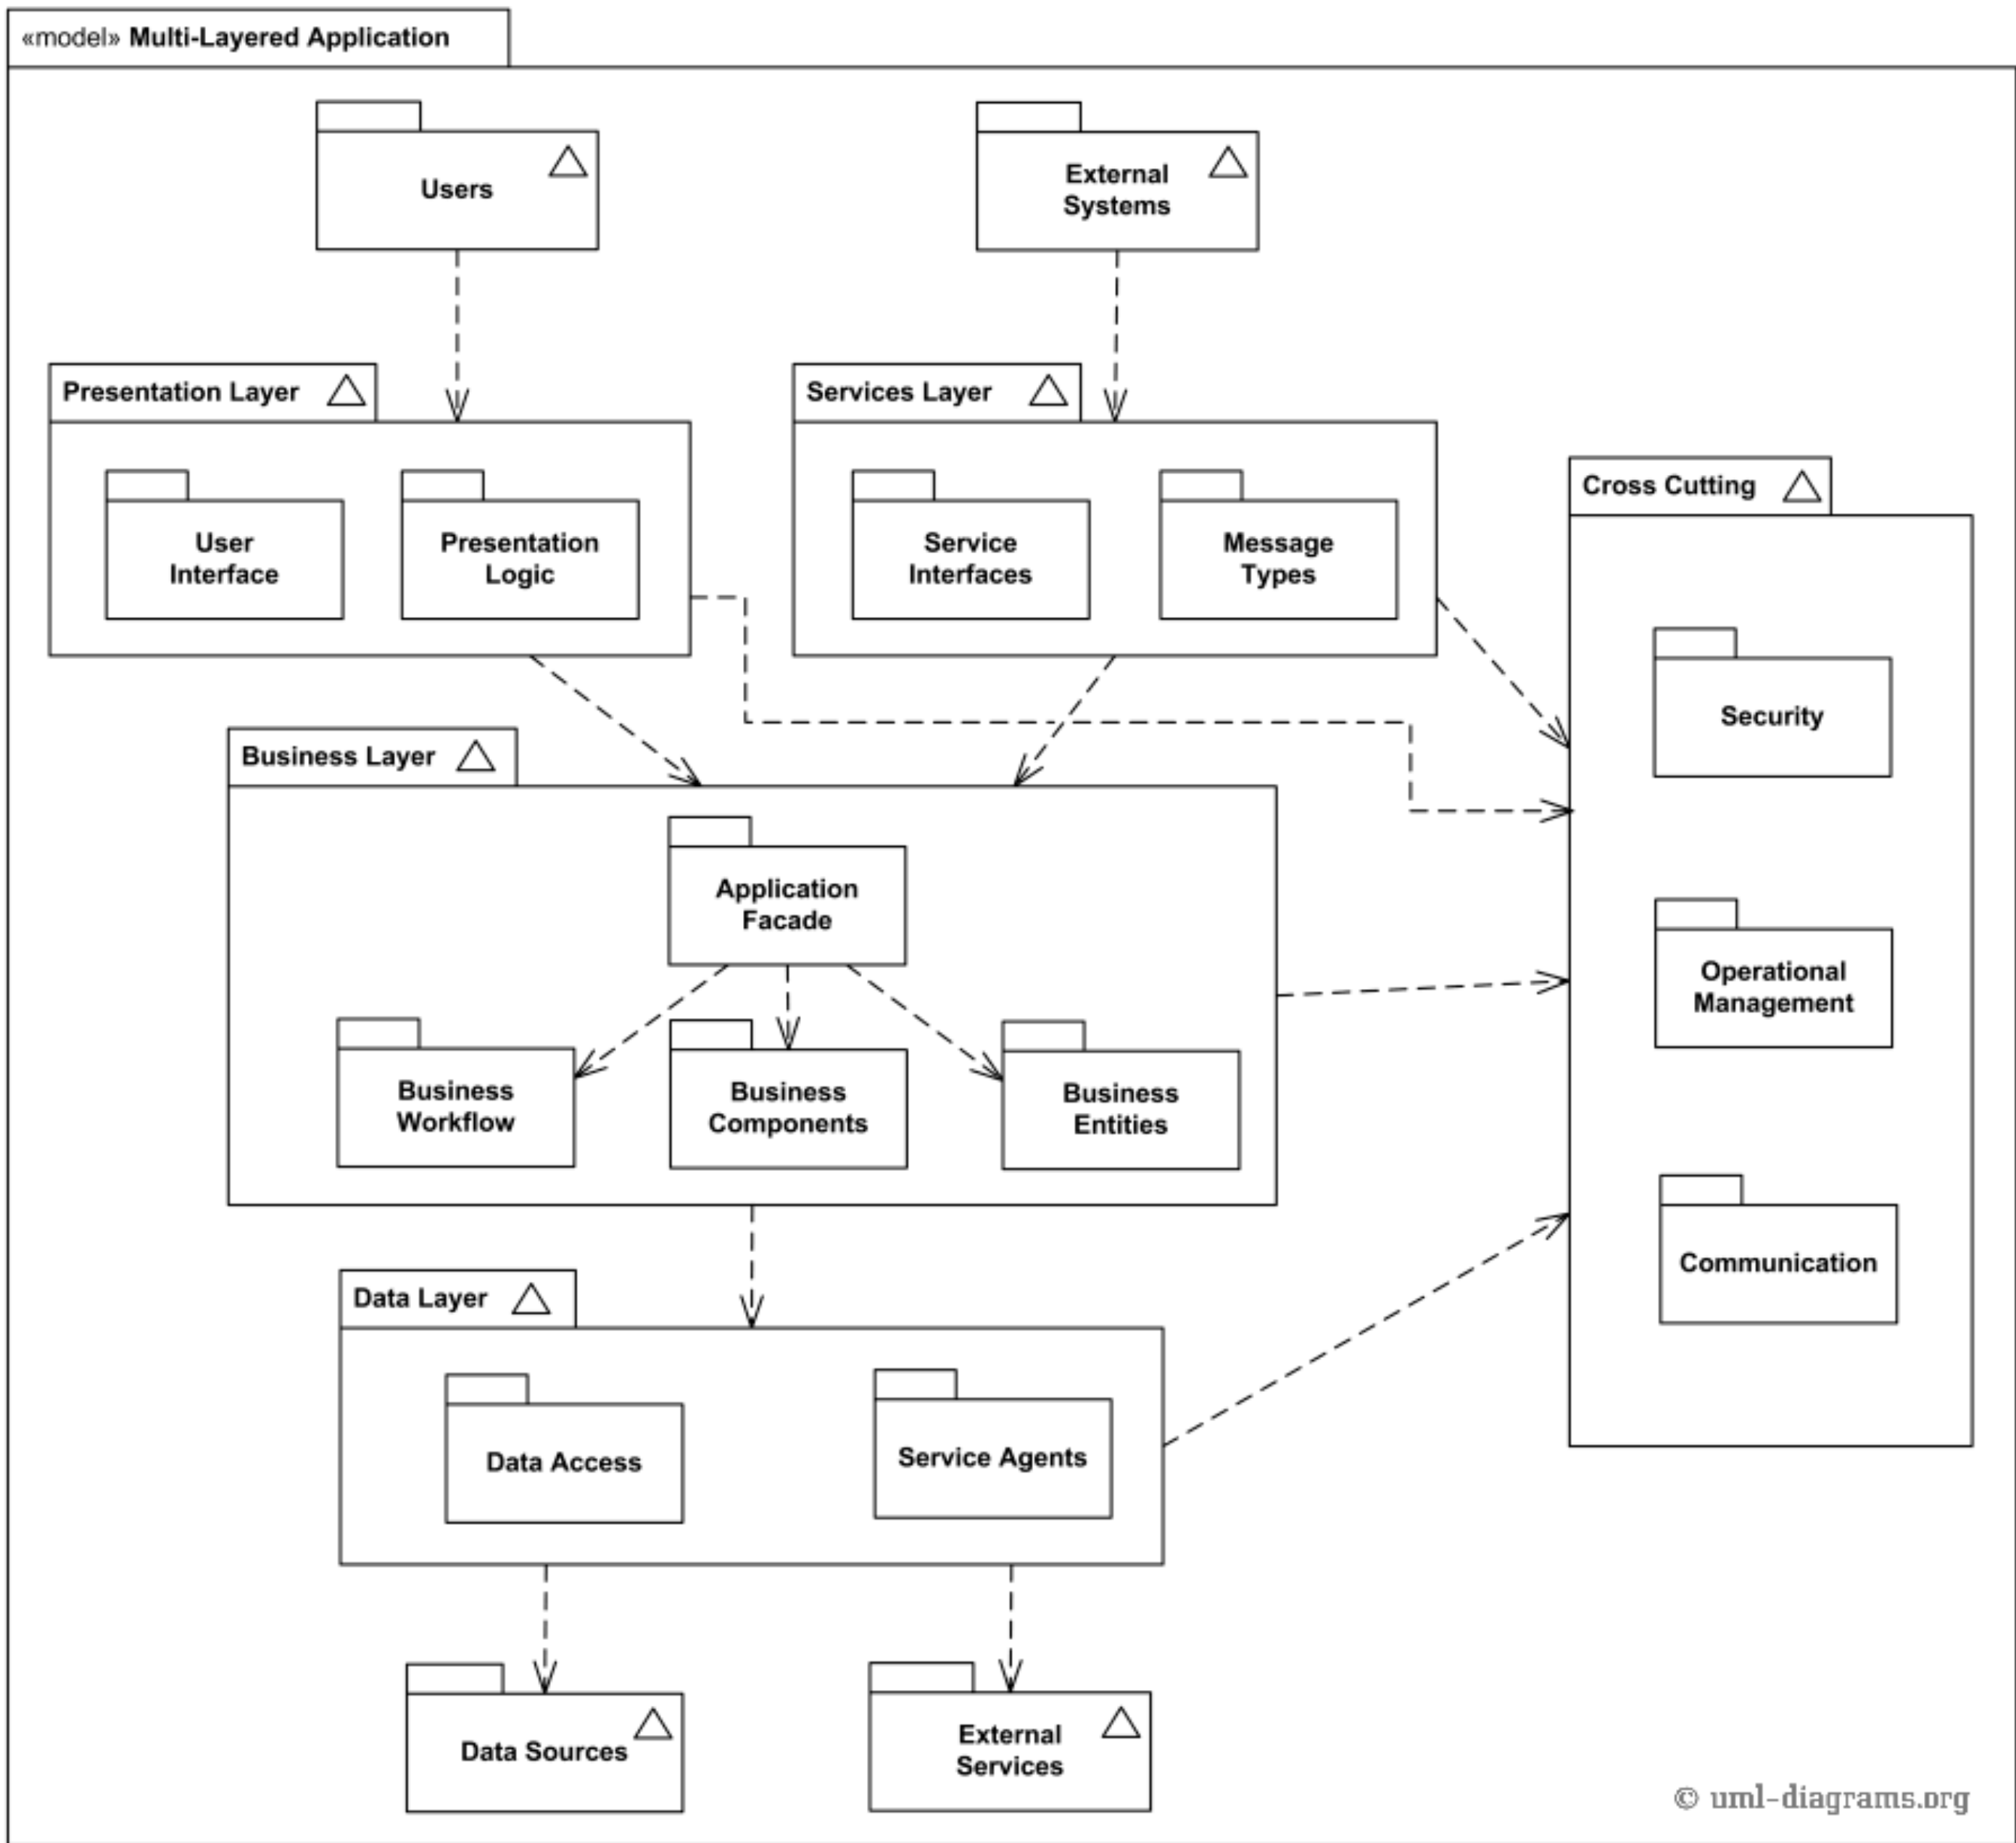 «model» Multi-Layered Application
Users
External
Systems
Presentation Layer
Services Layer
Cross Cutting
User
Interface
Presentation
Logic
Service
Interfaces
Message
Types
Security
Business Layer
Application
Facade
Operational
Management
Business
Workflow
Business
Components
Business
Entities
Communication
Data Layer
Data Access
Service Agents
Data Sources
External
Services
© uml-diagrams.org